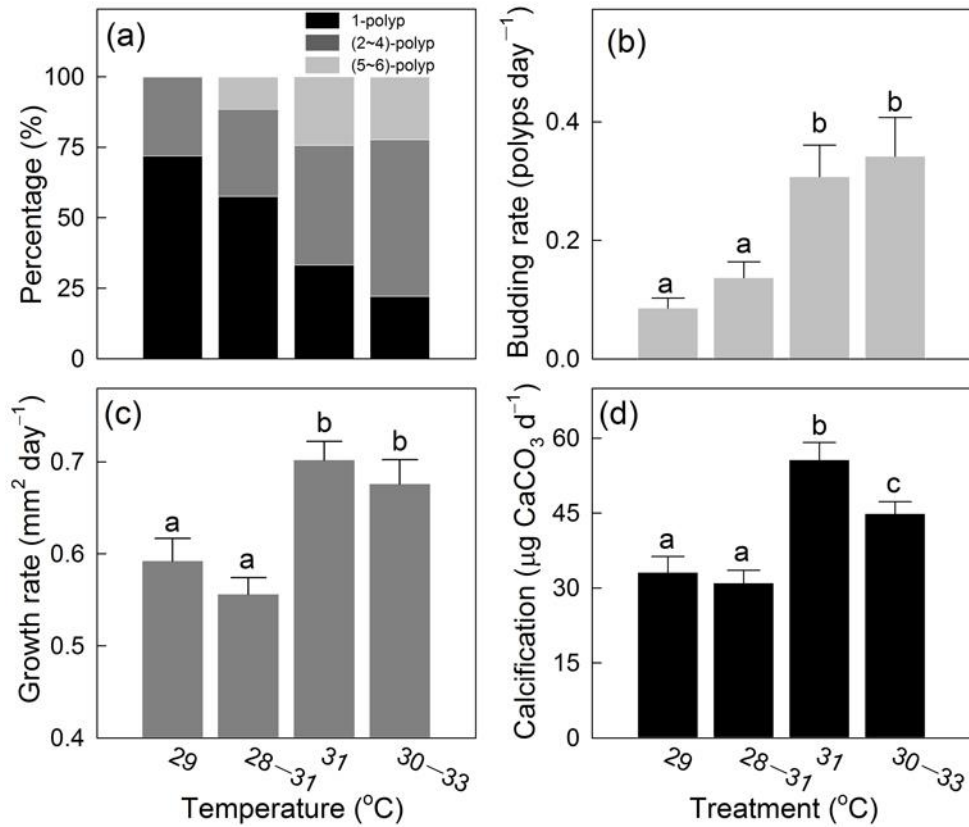 (a)
1-polyp
(2~4)-polyp
(5~6)-polyp
Percentage (%)
100
75
50
25
0
(b)
Budding rate (polyps day⁻¹)
0.4
0.2
0.0
a
a
b
b
(c)
Growth rate (mm² day⁻¹)
0.7
0.6
0.5
0.4
a
a
b
b
29
28–31
31
30–33
Temperature (°C)
(d)
Calcification (µg CaCO₃ d⁻¹)
60
45
30
15
0
a
a
b
c
29
28–31
31
30–33
Treatment (°C)